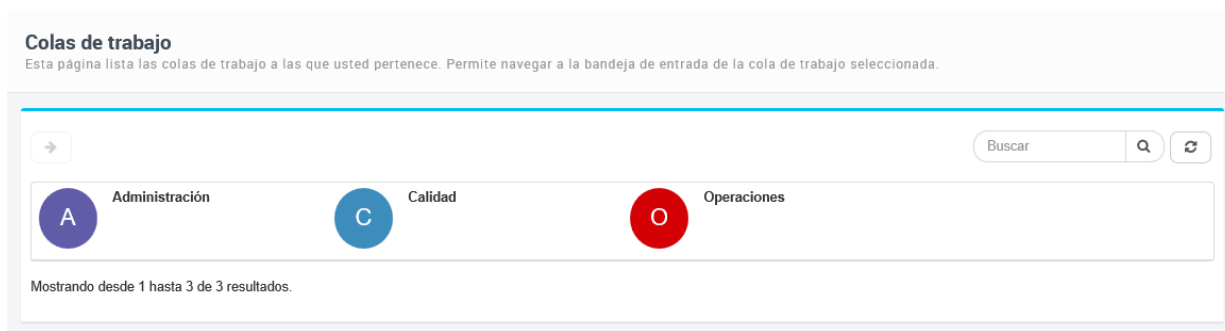 Colas de trabajo
Esta página lista las colas de trabajo a las que usted pertenece. Permite navegar a la bandeja de entrada de la cola de trabajo seleccionada.
Buscar
A Administración C Calidad O Operaciones
Mostrando desde 1 hasta 3 de 3 resultados.